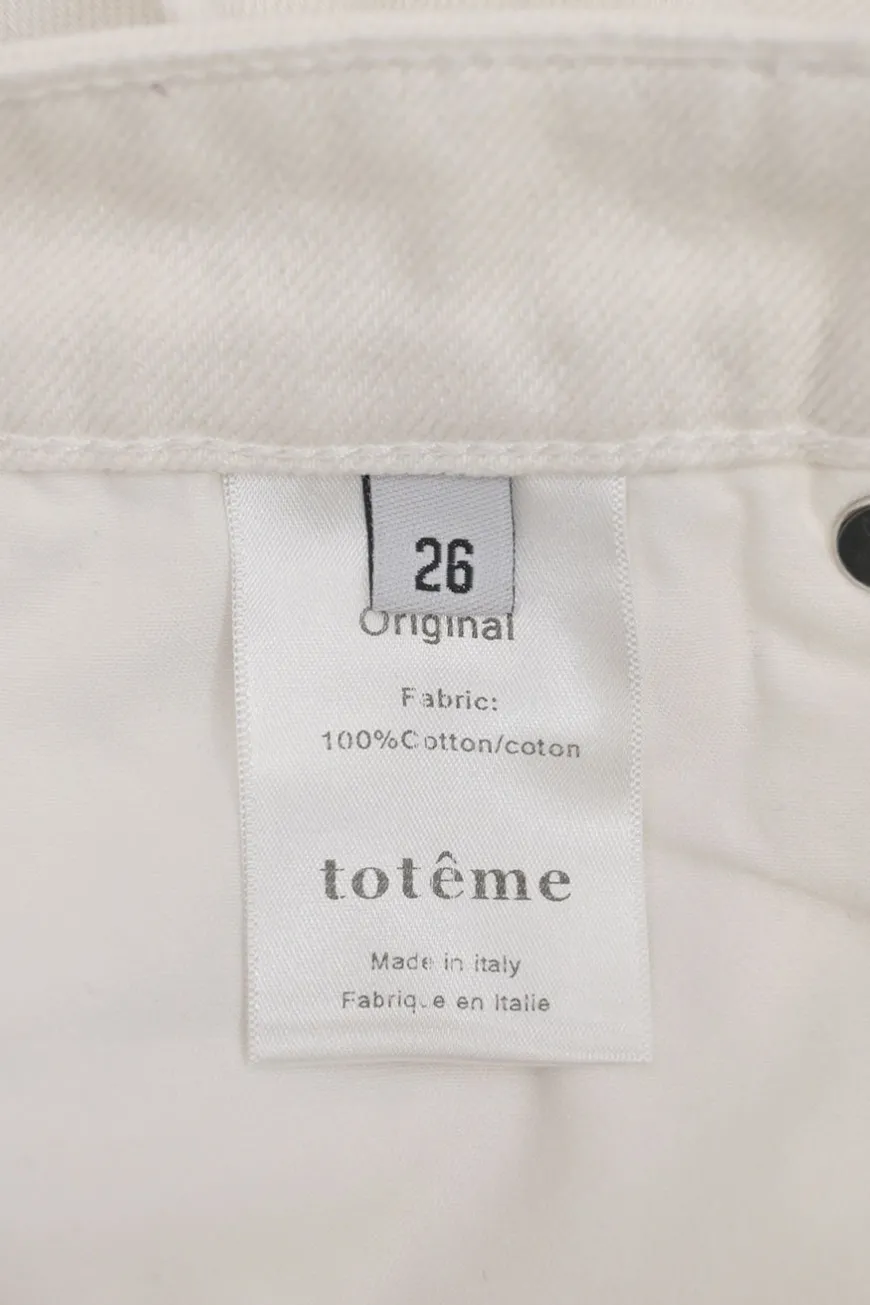 26
Original
Fabric:
100%Cotton/coton
totême
Made in italy
Fabrique en Italie